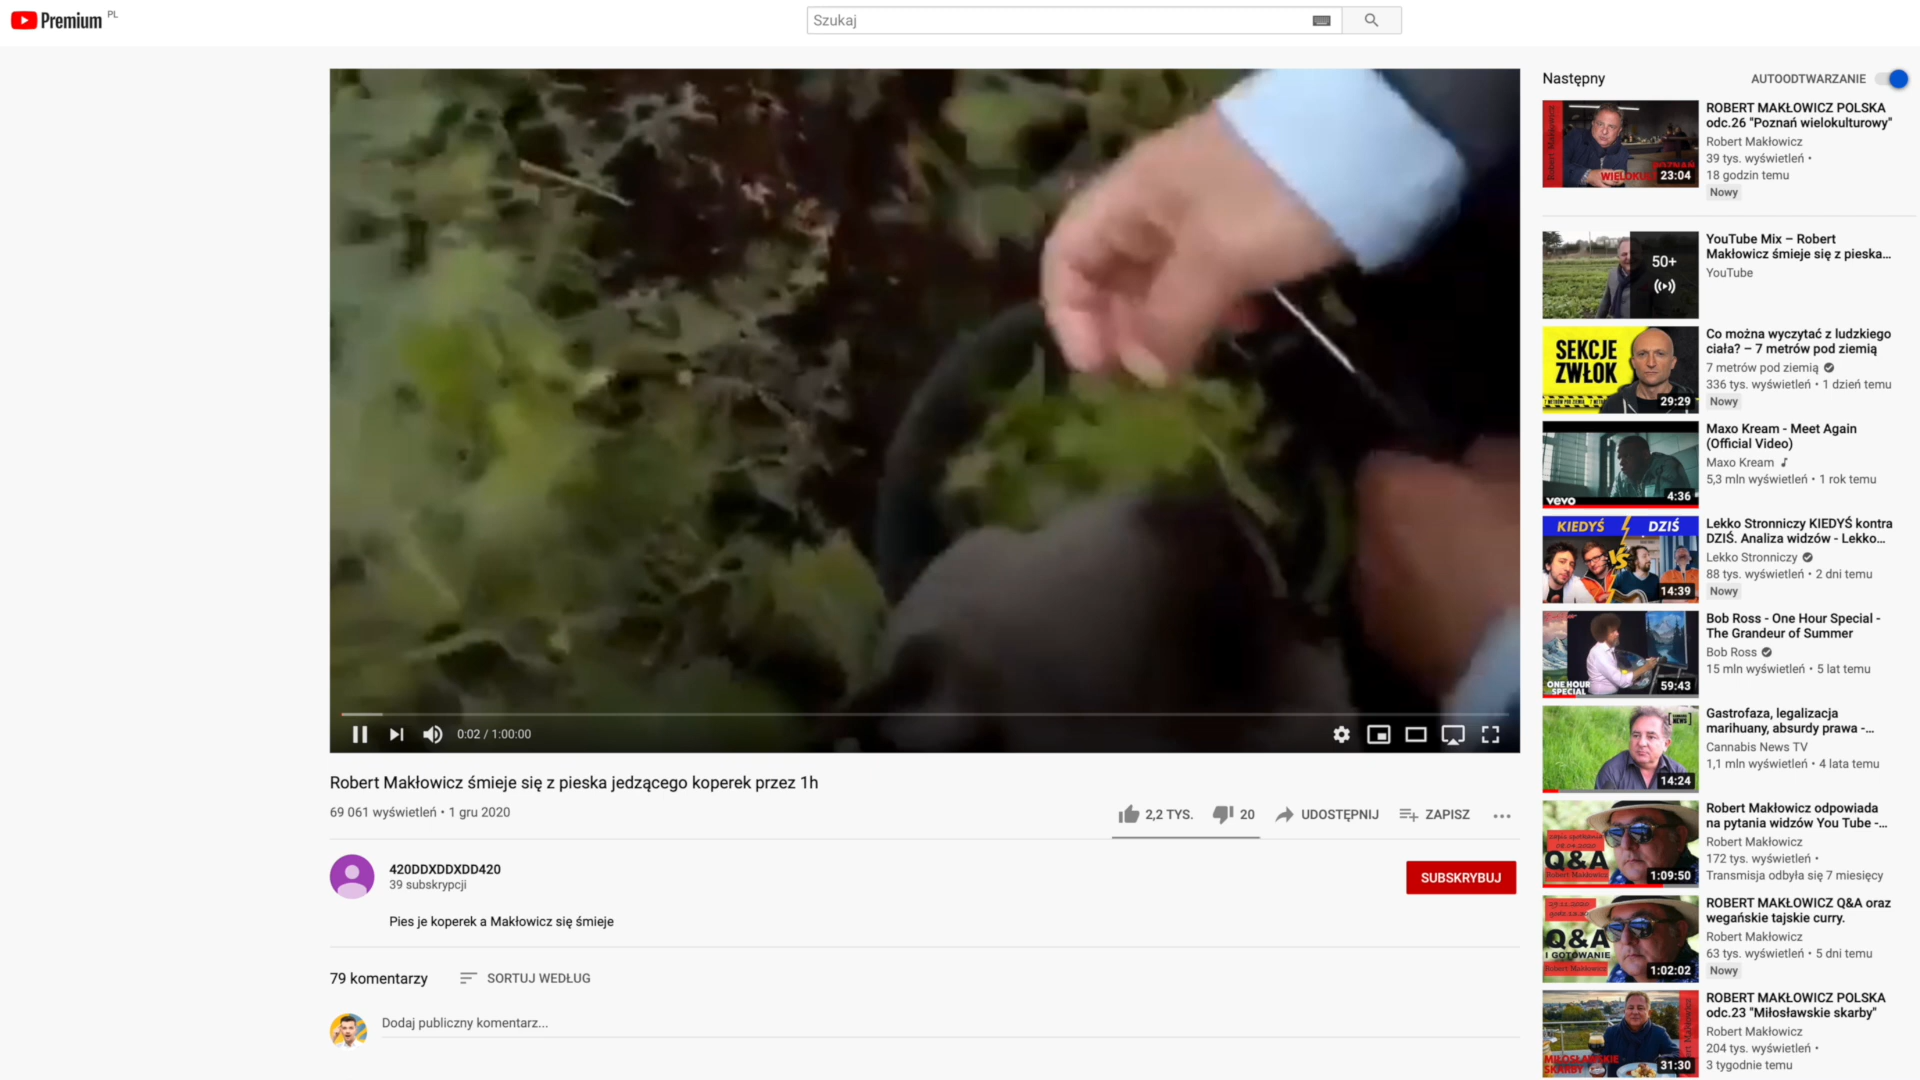 Premium PL
Szukaj
Następny
AUTOODTWARZANIE
ROBERT MAKŁOWICZ POLSKA
odc.26 "Poznań wielokulturowy"
Robert Makłowicz
39 tys. wyświetleń •
18 godzin temu
Nowy
23:04
YouTube Mix – Robert
Makłowicz śmieje się z pieska...
YouTube
50+
SEKCJE
ZWŁOK
29:29
Co można wyczytać z ludzkiego
ciała? – 7 metrów pod ziemią
7 metrów pod ziemią
336 tys. wyświetleń • 1 dzień temu
Nowy
vevo
4:36
Maxo Kream - Meet Again
(Official Video)
Maxo Kream
5,3 mln wyświetleń • 1 rok temu
KIEDYŚ DZIŚ
VS
14:39
Lekko Stronniczy KIEDYŚ kontra
DZIŚ. Analiza widzów - Lekko...
Lekko Stronniczy
88 tys. wyświetleń • 2 dni temu
Nowy
ONE HOUR
SPECIAL
59:43
Bob Ross - One Hour Special -
The Grandeur of Summer
Bob Ross
15 mln wyświetleń • 5 lat temu
14:24
Gastrofaza, legalizacja
marihuany, absurdy prawa -...
Cannabis News TV
1,1 mln wyświetleń • 4 lata temu
Q&A
Robert Makłowicz
1:09:50
Robert Makłowicz odpowiada
na pytania widzów You Tube -...
Robert Makłowicz
172 tys. wyświetleń •
Transmisja odbyła się 7 miesięcy
Q&A
I GOTOWANIE
Robert Makłowicz
1:02:02
ROBERT MAKŁOWICZ Q&A oraz
wegańskie tajskie curry.
Robert Makłowicz
63 tys. wyświetleń • 5 dni temu
Nowy
MIŁOSŁAWSKIE
SKARBY
31:30
ROBERT MAKŁOWICZ POLSKA
odc.23 "Miłosławskie skarby"
Robert Makłowicz
204 tys. wyświetleń •
3 tygodnie temu
0:02 / 1:00:00
Robert Makłowicz śmieje się z pieska jedzącego koperek przez 1h
69 061 wyświetleń • 1 gru 2020
2,2 TYS.
20
UDOSTĘPNIJ
ZAPISZ
420DDXDDXDD420
39 subskrypcji
SUBSKRYBUJ
Pies je koperek a Makłowicz się śmieje
79 komentarzy
SORTUJ WEDŁUG
Dodaj publiczny komentarz...